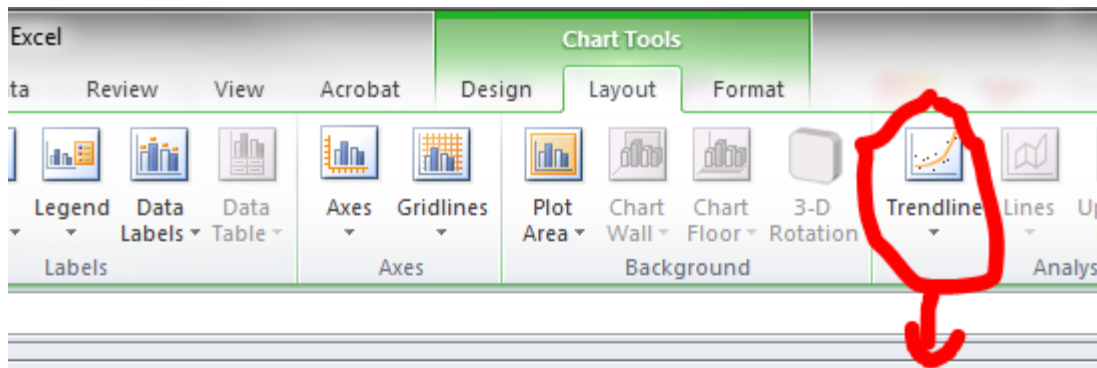 Excel
Chart Tools
ta Review View Acrobat Design Layout Format
Legend Data Data Axes Gridlines Plot Chart Chart 3-D Trendline Lines Up
Labels Table Area Wall Floor Rotation
Labels Axes Background Analys